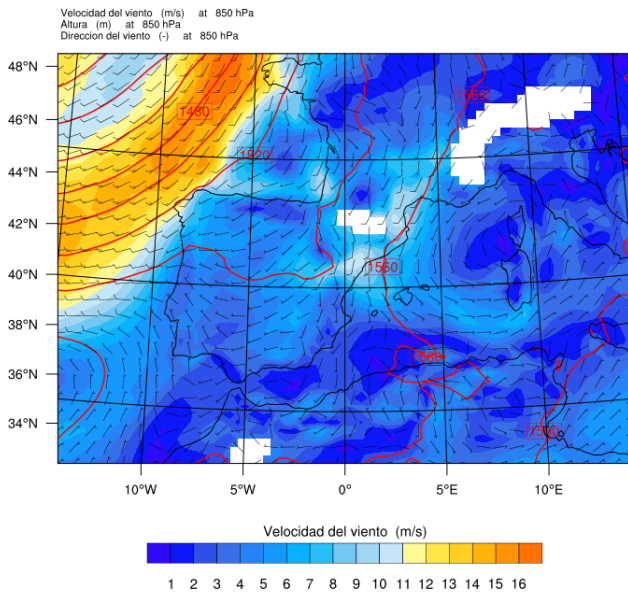 Velocidad del viento (m/s) at 850 hPa
Altura (m) at 850 hPa
Direccion del viento (-) at 850 hPa
48°N
46°N
44°N
42°N
40°N
38°N
36°N
34°N
1480
1520
1560
1560
10°W 5°W 0° 5°E 10°E
Velocidad del viento (m/s)
1 2 3 4 5 6 7 8 9 10 11 12 13 14 15 16